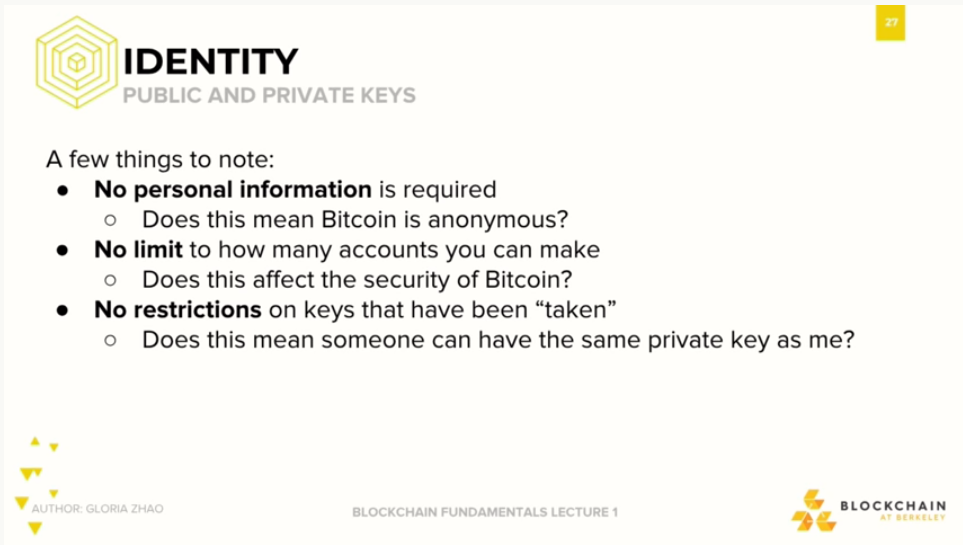 27
IDENTITY
PUBLIC AND PRIVATE KEYS
A few things to note:
● No personal information is required
○ Does this mean Bitcoin is anonymous?
● No limit to how many accounts you can make
○ Does this affect the security of Bitcoin?
● No restrictions on keys that have been “taken”
○ Does this mean someone can have the same private key as me?
AUTHOR: GLORIA ZHAO
BLOCKCHAIN FUNDAMENTALS LECTURE 1
BLOCKCHAIN
AT BERKELEY